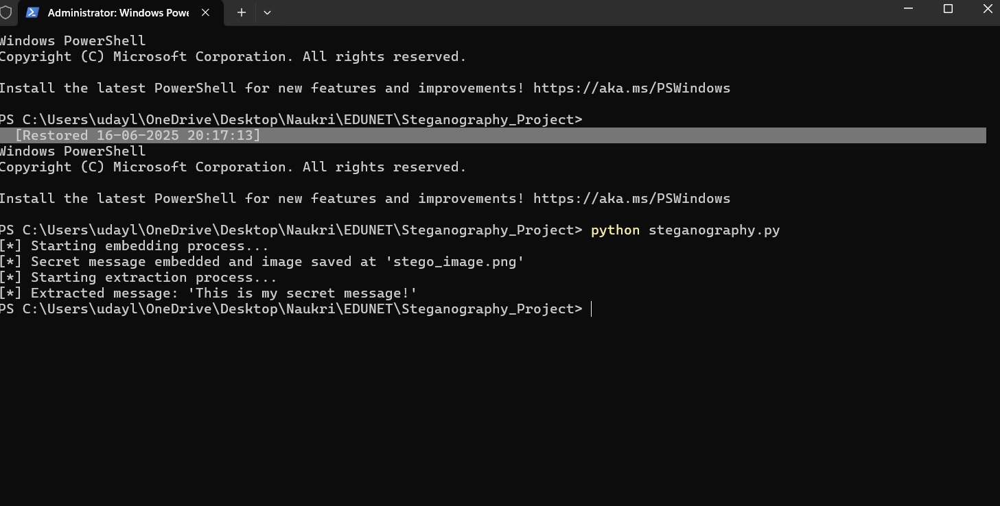 Administrator: Windows Powe
Windows PowerShell
Copyright (C) Microsoft Corporation. All rights reserved.
Install the latest PowerShell for new features and improvements! https://aka.ms/PSWindows
PS C:\Users\udayl\OneDrive\Desktop\Naukri\EDUNET\Steganography_Project>
[Restored 16-06-2025 20:17:13]
Windows PowerShell
Copyright (C) Microsoft Corporation. All rights reserved.
Install the latest PowerShell for new features and improvements! https://aka.ms/PSWindows
PS C:\Users\udayl\OneDrive\Desktop\Naukri\EDUNET\Steganography_Project> python steganography.py
[*] Starting embedding process...
[*] Secret message embedded and image saved at 'stego_image.png'
[*] Starting extraction process...
[*] Extracted message: 'This is my secret message!'
PS C:\Users\udayl\OneDrive\Desktop\Naukri\EDUNET\Steganography_Project>